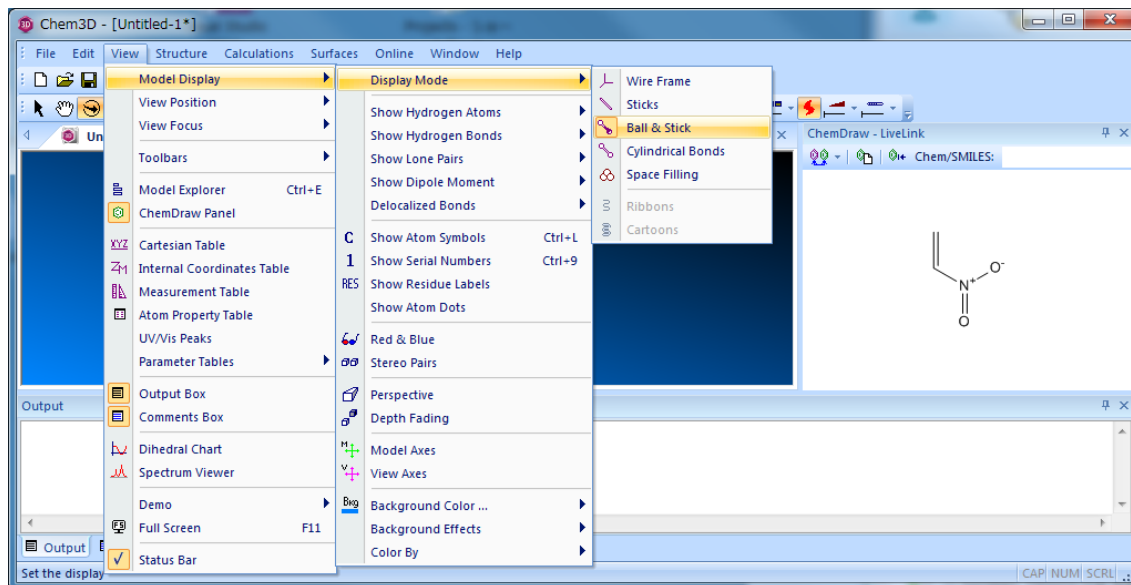 Chem3D - [Untitled-1*]
File Edit View Structure Calculations Surfaces Online Window Help
Model Display
View Position
View Focus
Toolbars
Model Explorer Ctrl+E
ChemDraw Panel
XYZ Cartesian Table
ZM Internal Coordinates Table
Measurement Table
Atom Property Table
UV/Vis Peaks
Parameter Tables
Output Box
Comments Box
Dihedral Chart
Spectrum Viewer
Demo
F5 Full Screen F11
Status Bar
Display Mode
Show Hydrogen Atoms
Show Hydrogen Bonds
Show Lone Pairs
Show Dipole Moment
Delocalized Bonds
C Show Atom Symbols Ctrl+L
1 Show Serial Numbers Ctrl+9
RES Show Residue Labels
Show Atom Dots
Red & Blue
Stereo Pairs
Perspective
Depth Fading
M Model Axes
V View Axes
Bkg Background Color ...
Background Effects
Color By
Wire Frame
Sticks
Ball & Stick
Cylindrical Bonds
Space Filling
Ribbons
Cartoons
Un
ChemDraw - LiveLink
Chem/SMILES:
O-
N+
O
Output
Output
Set the display
CAP NUM SCRL